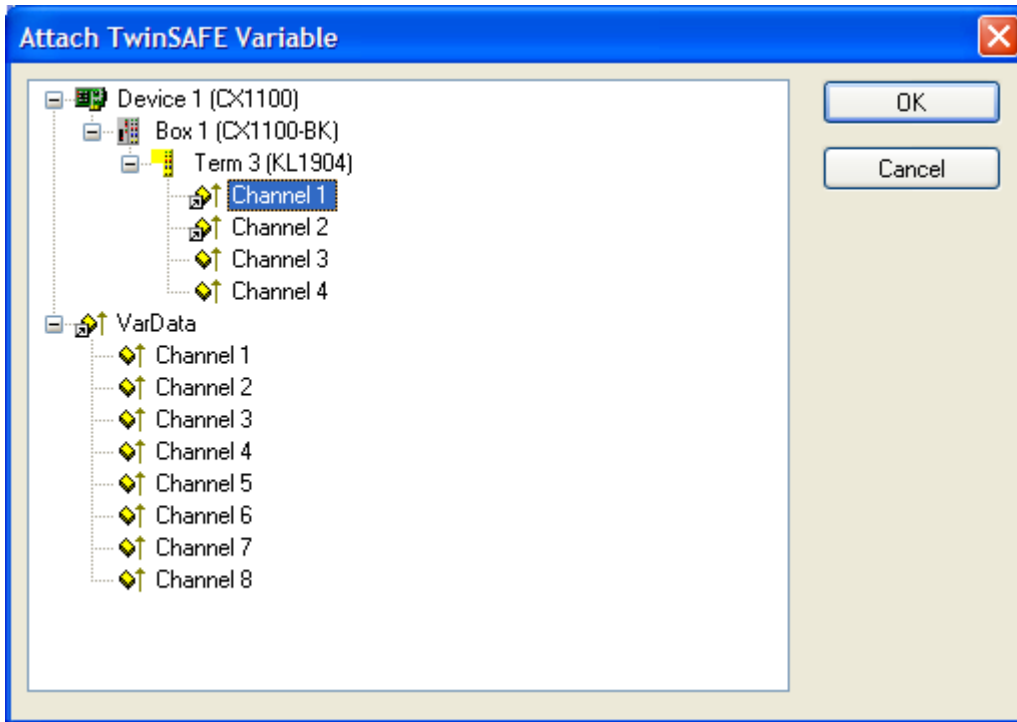 Attach TwinSAFE Variable
Device 1 (CX1100)
OK
Box 1 (CX1100-BK)
Term 3 (KL1904)
Cancel
Channel 1
Channel 2
Channel 3
Channel 4
VarData
Channel 1
Channel 2
Channel 3
Channel 4
Channel 5
Channel 6
Channel 7
Channel 8